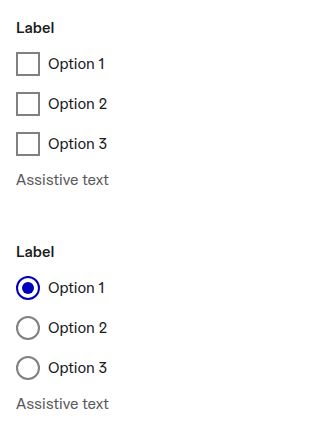 Label
Option 1
Option 2
Option 3
Assistive text
Label
Option 1
Option 2
Option 3
Assistive text